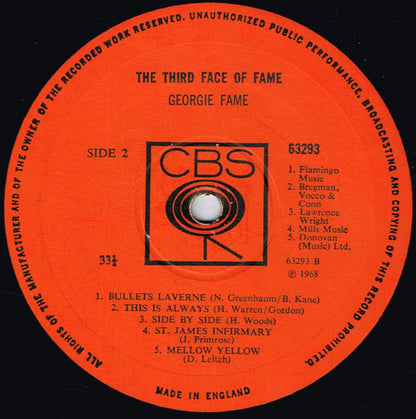 ALL RIGHTS OF THE MANUFACTURER AND OF THE OWNER OF THE RECORDED WORK RESERVED. UNAUTHORIZED PUBLIC PERFORMANCE, BROADCASTING AND COPYING OF THIS RECORD PROHIBITED.
THE THIRD FACE OF FAME
GEORGIE FAME
SIDE 2
CBS
63293
1. Flamingo
Music
2. Bregman,
Vocco &
Conn
3. Lawrence
Wright
4. Mills Music
5. Donovan
(Music) Ltd.
33⅓
63293 B
℗ 1968
1. BULLETS LAVERNE (N. Greenbaum/B. Kane)
2. THIS IS ALWAYS (H. Warren/Gordon)
3. SIDE BY SIDE (H. Woods)
4. ST. JAMES INFIRMARY
(J. Primrose)
5. MELLOW YELLOW
(D. Leitch)
MADE IN ENGLAND